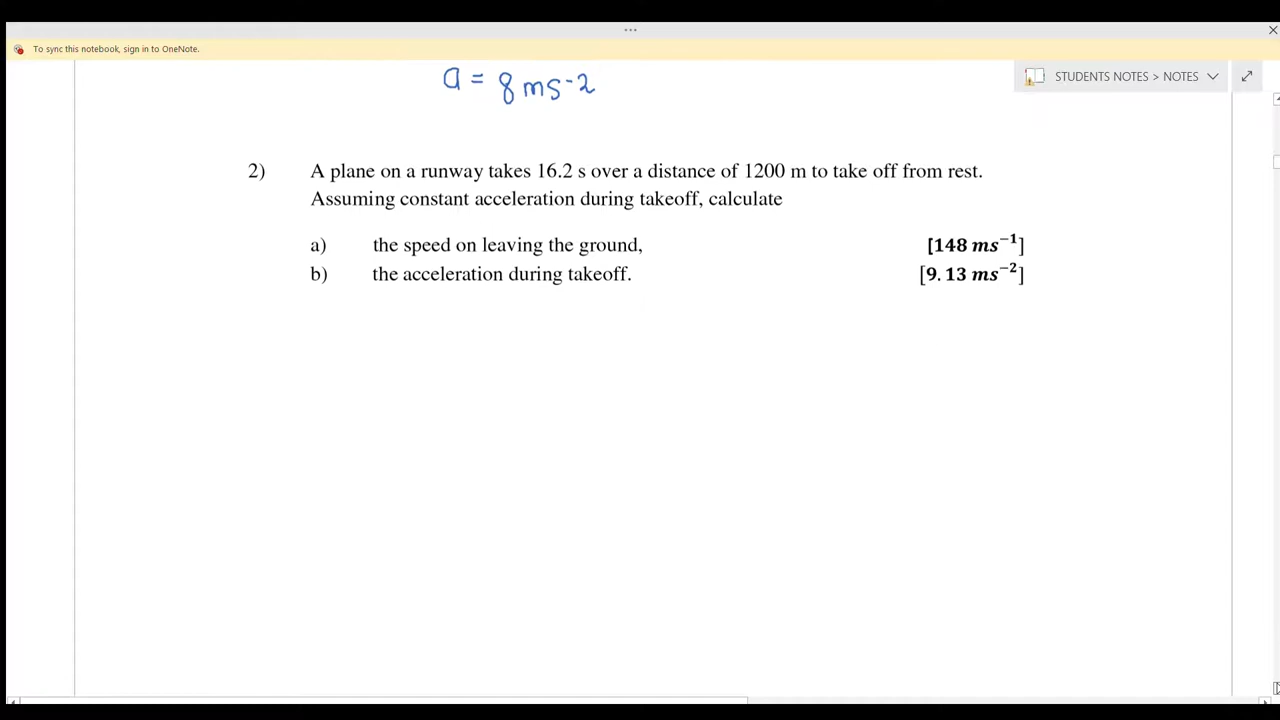 To sync this notebook, sign in to OneNote.
STUDENTS NOTES > NOTES
a = 8 ms-2
2) A plane on a runway takes 16.2 s over a distance of 1200 m to take off from rest.
Assuming constant acceleration during takeoff, calculate
a) the speed on leaving the ground, [148 ms⁻¹]
b) the acceleration during takeoff. [9.13 ms⁻²]